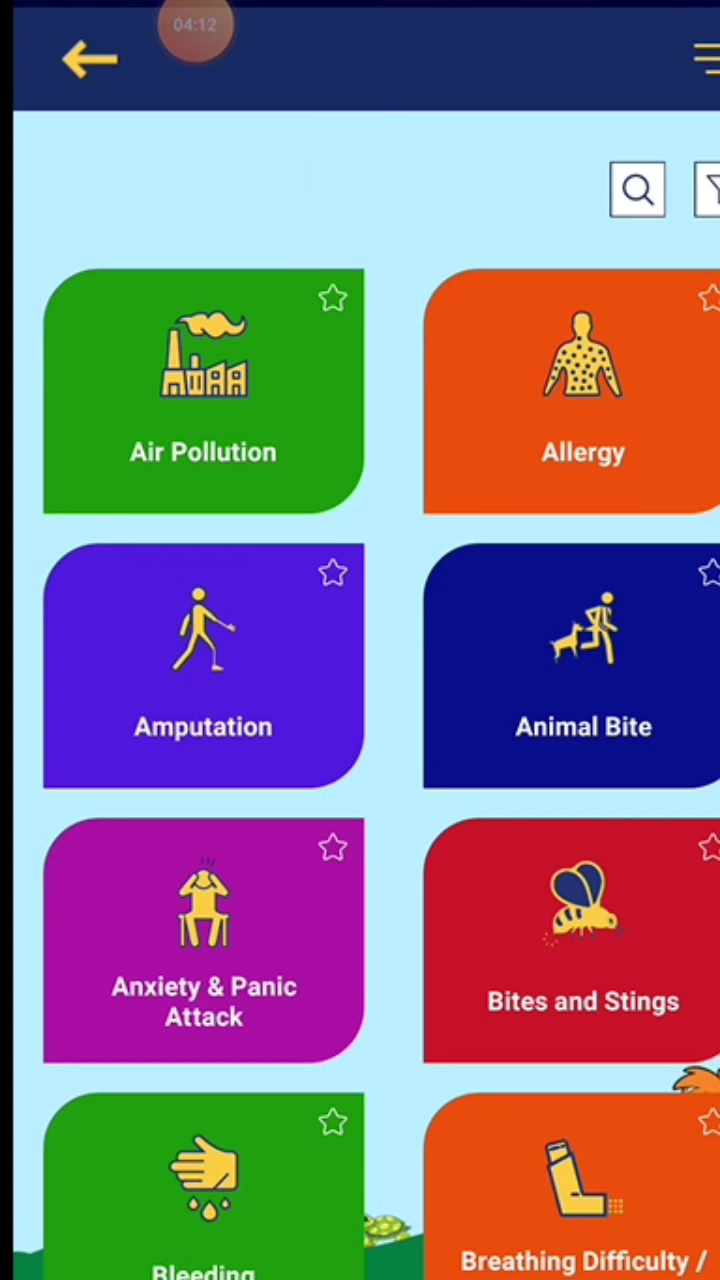 04:12
Air Pollution
Allergy
Amputation
Animal Bite
Anxiety & Panic
Attack
Bites and Stings
Bleeding
Breathing Difficulty /